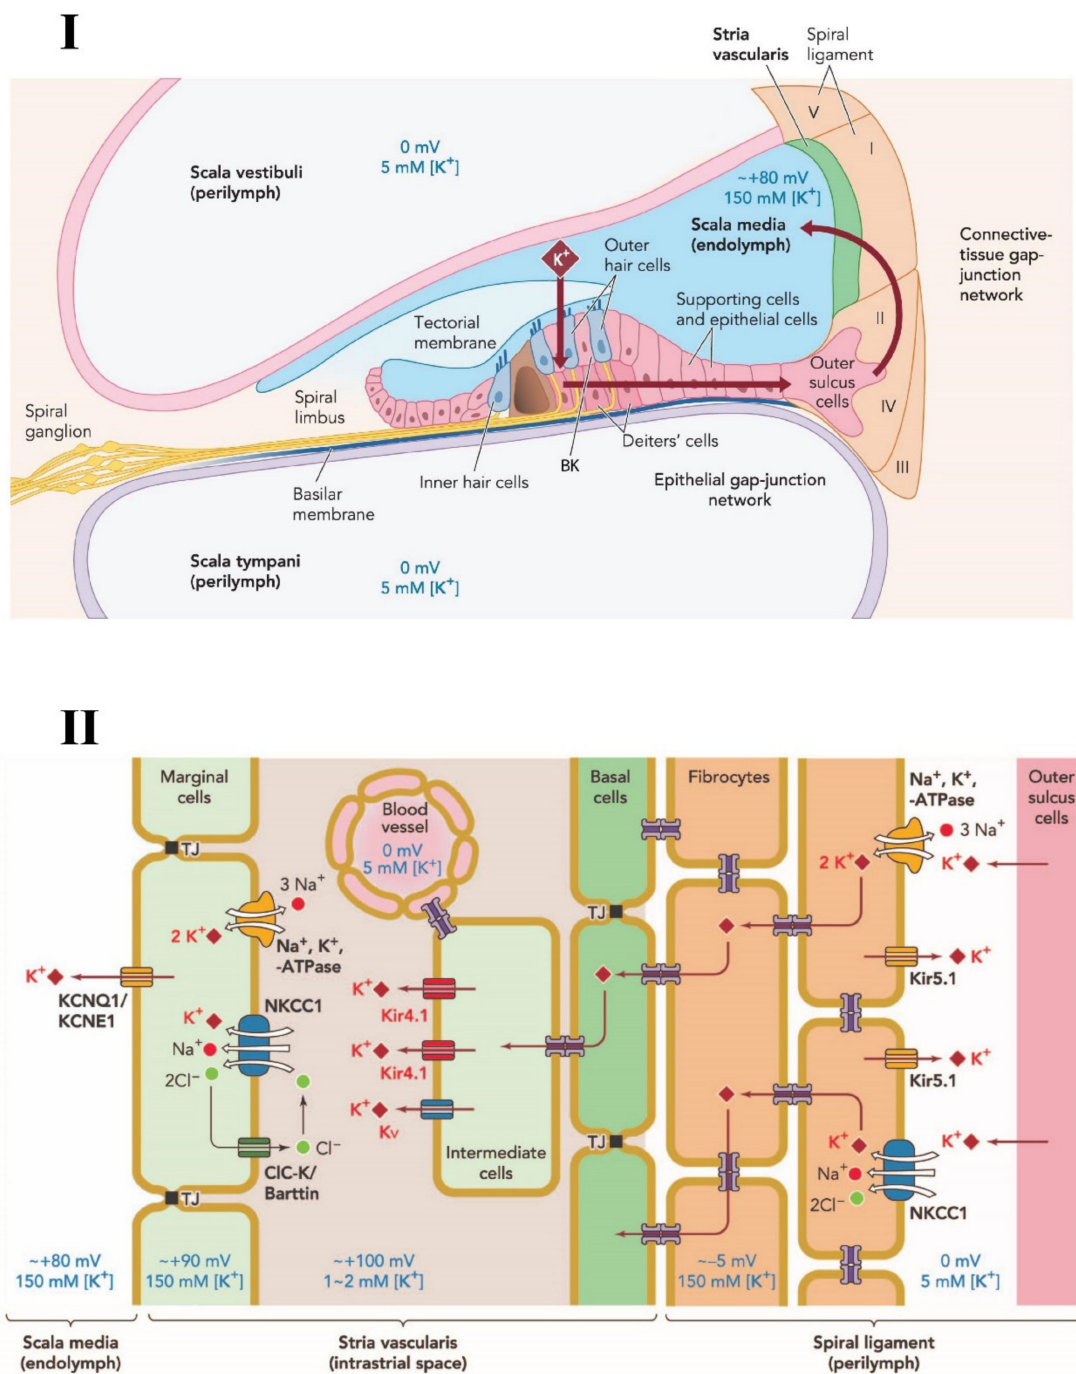 I
Stria
vascularis
Spiral
ligament
V
I
0 mV
5 mM [K⁺]
Scala vestibuli
(perilymph)
~+80 mV
150 mM [K⁺]
Scala media
(endolymph)
Connective-
tissue gap-
junction
network
K⁺
Outer
hair cells
Supporting cells
and epithelial cells
Tectorial
membrane
II
Outer
sulcus
cells
Spiral
limbus
Spiral
ganglion
IV
Deiters' cells
BK
III
Inner hair cells
Epithelial gap-junction
network
Basilar
membrane
Scala tympani
(perilymph)
0 mV
5 mM [K⁺]
II
Marginal
cells
Blood
vessel
0 mV
5 mM [K⁺]
Basal
cells
Fibrocytes
Na⁺, K⁺,
-ATPase
Outer
sulcus
cells
3 Na⁺
2 K⁺
K⁺
TJ
3 Na⁺
2 K⁺
Na⁺, K⁺,
-ATPase
TJ
K⁺
KCNQ1/
KCNE1
NKCC1
K⁺
Na⁺
2Cl⁻
K⁺
Kir4.1
K⁺
Kir4.1
K⁺
Kv
K⁺
Kir5.1
K⁺
Kir5.1
Cl⁻
ClC-K/
Barttin
Intermediate
cells
TJ
K⁺
Na⁺
2Cl⁻
K⁺
NKCC1
TJ
~+80 mV
150 mM [K⁺]
~+90 mV
150 mM [K⁺]
~+100 mV
1~2 mM [K⁺]
~−5 mV
150 mM [K⁺]
0 mV
5 mM [K⁺]
Scala media
(endolymph)
Stria vascularis
(intrastrial space)
Spiral ligament
(perilymph)